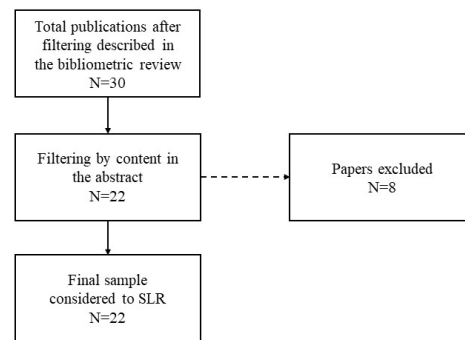 Total publications after
filtering described in
the bibliometric review
N=30
Filtering by content in
the abstract
N=22
Papers excluded
N=8
Final sample
considered to SLR
N=22